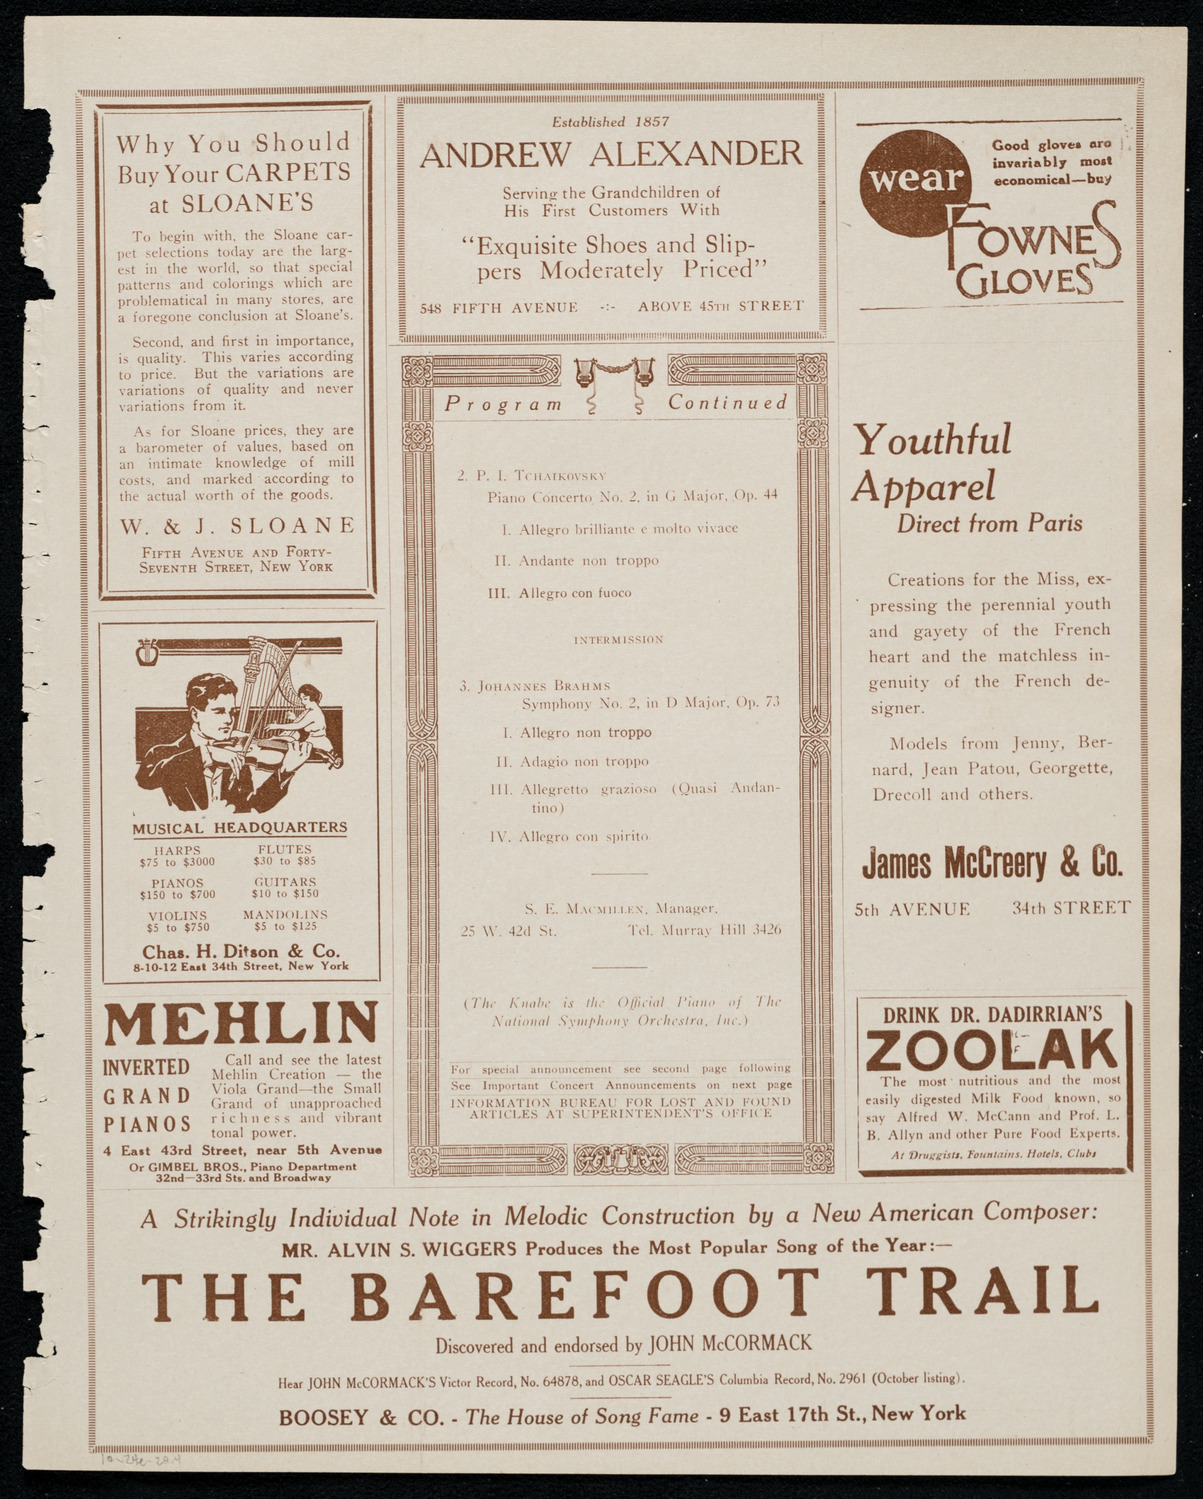 Why You Should
Buy Your CARPETS
at SLOANE'S
To begin with, the Sloane car-
pet selections today are the larg-
est in the world, so that special
patterns and colorings which are
problematical in many stores, are
a foregone conclusion at Sloane's.
Second, and first in importance,
is quality. This varies according
to price. But the variations are
variations of quality and never
variations from it.
As for Sloane prices, they are
a barometer of values, based on
an intimate knowledge of mill
costs, and marked according to
the actual worth of the goods.
W. & J. SLOANE
FIFTH AVENUE AND FORTY-
SEVENTH STREET, NEW YORK
MUSICAL HEADQUARTERS
HARPS FLUTES
$75 to $3000 $30 to $85
PIANOS GUITARS
$150 to $700 $10 to $150
VIOLINS MANDOLINS
$5 to $750 $5 to $125
Chas. H. Ditson & Co.
8-10-12 East 34th Street, New York
MEHLIN
INVERTED
GRAND
PIANOS
Call and see the latest
Mehlin Creation — the
Viola Grand—the Small
Grand of unapproached
richness and vibrant
tonal power.
4 East 43rd Street, near 5th Avenue
Or GIMBEL BROS., Piano Department
32nd—33rd Sts. and Broadway
Established 1857
ANDREW ALEXANDER
Serving the Grandchildren of
His First Customers With
"Exquisite Shoes and Slip-
pers Moderately Priced"
548 FIFTH AVENUE -:- ABOVE 45TH STREET
Program Continued
2. P. I. TCHAIKOVSKY
Piano Concerto No. 2, in G Major, Op. 44
I. Allegro brilliante e molto vivace
II. Andante non troppo
III. Allegro con fuoco
INTERMISSION
3. JOHANNES BRAHMS
Symphony No. 2, in D Major, Op. 73
I. Allegro non troppo
II. Adagio non troppo
III. Allegretto grazioso (Quasi Andan-
tino)
IV. Allegro con spirito
S. E. MACMILLEN, Manager,
25 W. 42d St. Tel. Murray Hill 3426
(The Knabe is the Official Piano of The
National Symphony Orchestra, Inc.)
For special announcement see second page following
See Important Concert Announcements on next page
INFORMATION BUREAU FOR LOST AND FOUND
ARTICLES AT SUPERINTENDENT'S OFFICE
wear
Good gloves are
invariably most
economical—buy
FOWNES
GLOVES
Youthful
Apparel
Direct from Paris
Creations for the Miss, ex-
pressing the perennial youth
and gayety of the French
heart and the matchless in-
genuity of the French de-
signer.
Models from Jenny, Ber-
nard, Jean Patou, Georgette,
Drecoll and others.
James McCreery & Co.
5th AVENUE 34th STREET
DRINK DR. DADIRRIAN'S
ZOOLAK
The most nutritious and the most
easily digested Milk Food known, so
say Alfred W. McCann and Prof. L.
B. Allyn and other Pure Food Experts.
At Druggists, Fountains, Hotels, Clubs
A Strikingly Individual Note in Melodic Construction by a New American Composer:
MR. ALVIN S. WIGGERS Produces the Most Popular Song of the Year:—
THE BAREFOOT TRAIL
Discovered and endorsed by JOHN McCORMACK
Hear JOHN McCORMACK'S Victor Record, No. 64878, and OSCAR SEAGLE'S Columbia Record, No. 2961 (October listing).
BOOSEY & CO. - The House of Song Fame - 9 East 17th St., New York